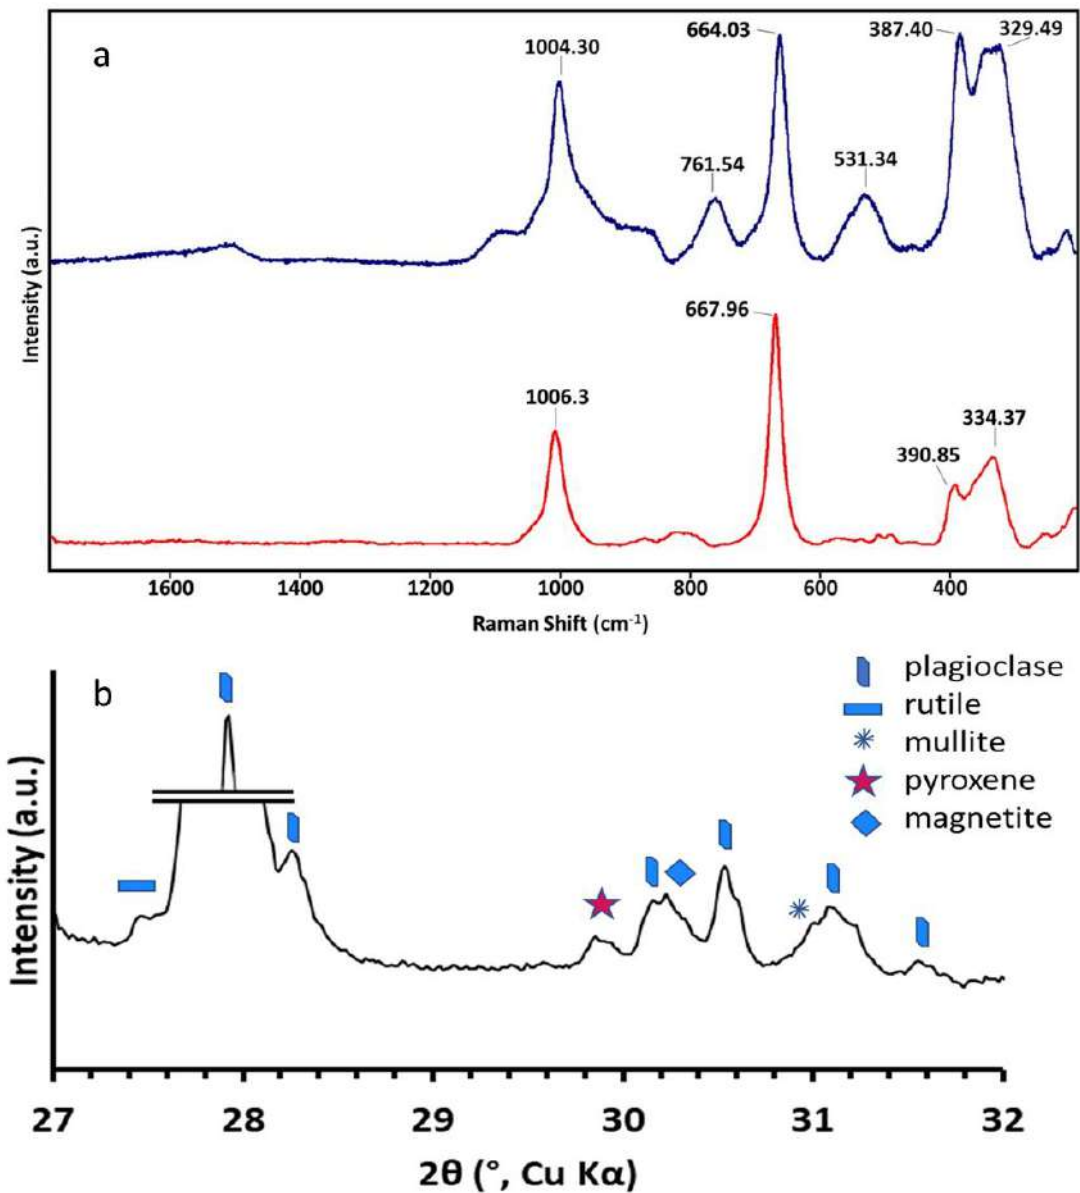 a
1004.30
664.03
387.40
329.49
761.54
531.34
667.96
1006.3
334.37
390.85
Intensity (a.u.)
1600 1400 1200 1000 800 600 400
Raman Shift (cm⁻¹)
b
plagioclase
rutile
mullite
pyroxene
magnetite
Intensity (a.u.)
27 28 29 30 31 32
2θ (°, Cu Kα)